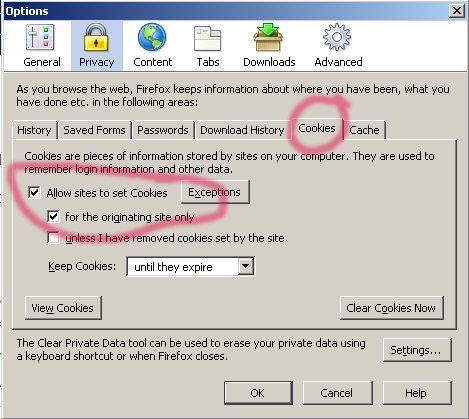 Options
General Privacy Content Tabs Downloads Advanced
As you browse the web, Firefox keeps information about where you have been, what you
have done etc. in the following areas:
History Saved Forms Passwords Download History Cookies Cache
Cookies are pieces of information stored by sites on your computer. They are used to
remember login information and other data.
Allow sites to set Cookies Exceptions
for the originating site only
unless I have removed cookies set by the site
Keep Cookies: until they expire
View Cookies Clear Cookies Now
The Clear Private Data tool can be used to erase your private data using
a keyboard shortcut or when Firefox closes.
Settings...
OK Cancel Help